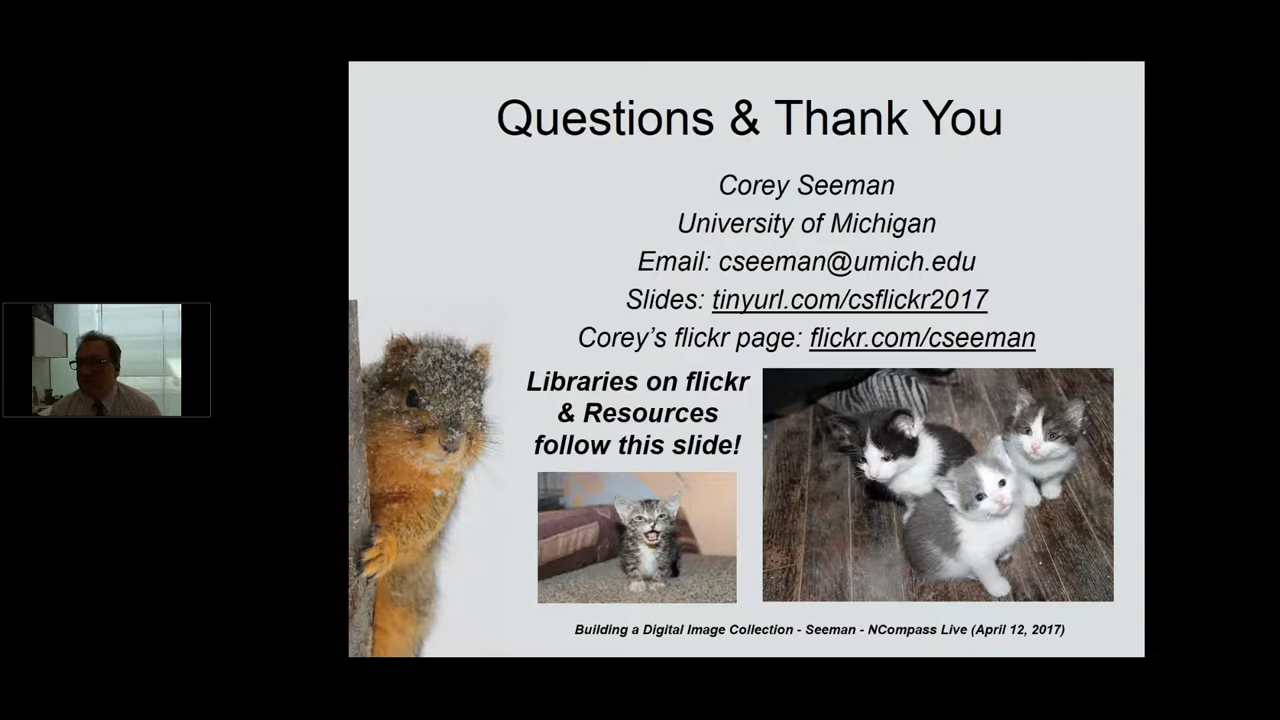 Questions & Thank You
Corey Seeman
University of Michigan
Email: cseeman@umich.edu
Slides: tinyurl.com/csflickr2017
Corey's flickr page: flickr.com/cseeman
Libraries on flickr
& Resources
follow this slide!
Building a Digital Image Collection - Seeman - NCompass Live (April 12, 2017)